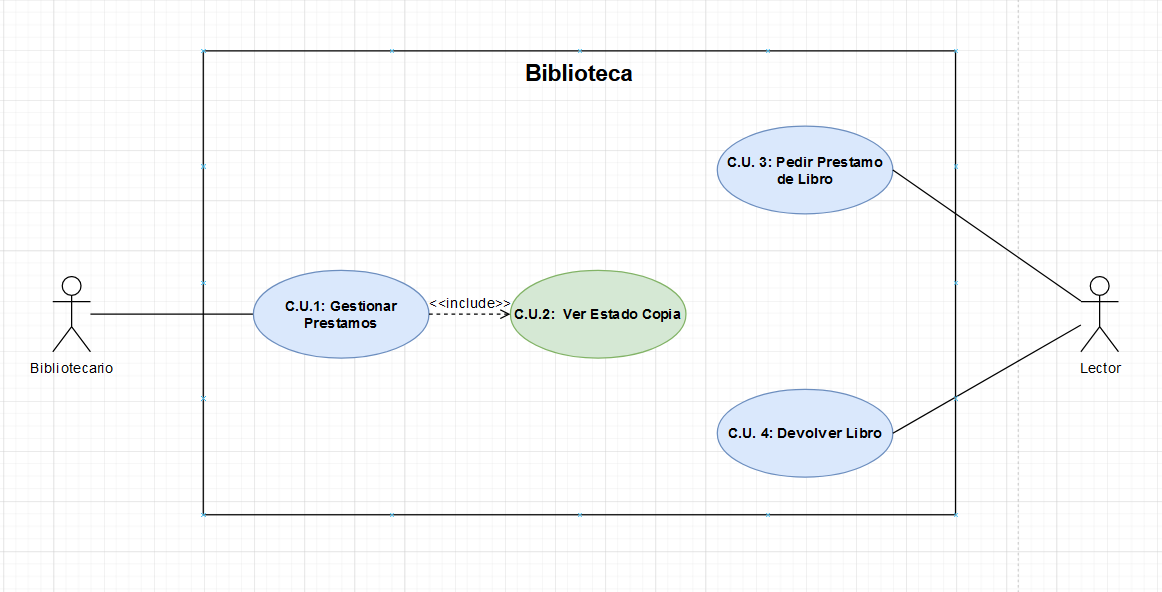 Biblioteca
C.U. 3: Pedir Prestamo
de Libro
C.U.1: Gestionar
Prestamos
<<include>>
C.U.2: Ver Estado Copia
Bibliotecario
Lector
C.U. 4: Devolver Libro